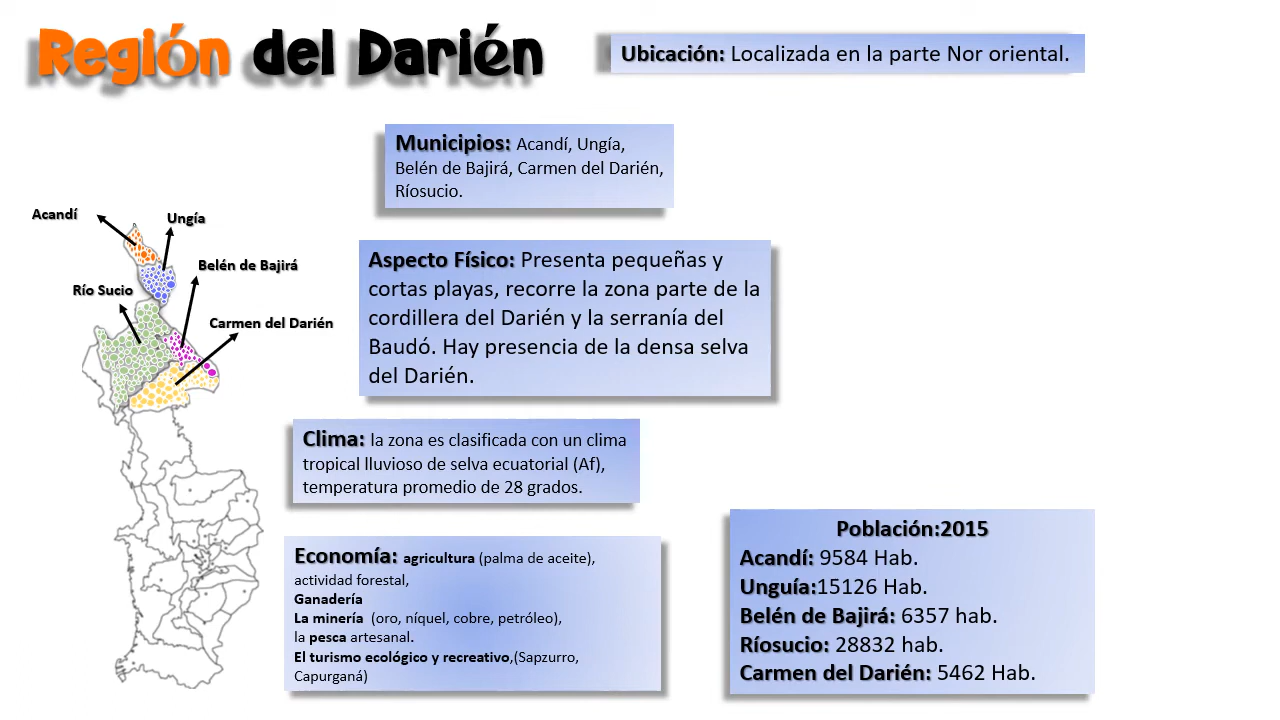 Región del Darién
Ubicación: Localizada en la parte Nor oriental.
Municipios: Acandí, Ungía,
Belén de Bajirá, Carmen del Darién,
Ríosucio.
Acandí
Ungía
Belén de Bajirá
Río Sucio
Carmen del Darién
Aspecto Físico: Presenta pequeñas y
cortas playas, recorre la zona parte de la
cordillera del Darién y la serranía del
Baudó. Hay presencia de la densa selva
del Darién.
Clima: la zona es clasificada con un clima
tropical lluvioso de selva ecuatorial (Af),
temperatura promedio de 28 grados.
Economía: agricultura (palma de aceite),
actividad forestal,
Ganadería
La minería (oro, níquel, cobre, petróleo),
la pesca artesanal.
El turismo ecológico y recreativo,(Sapzurro,
Capurganá)
Población:2015
Acandí: 9584 Hab.
Unguía:15126 Hab.
Belén de Bajirá: 6357 hab.
Ríosucio: 28832 hab.
Carmen del Darién: 5462 Hab.